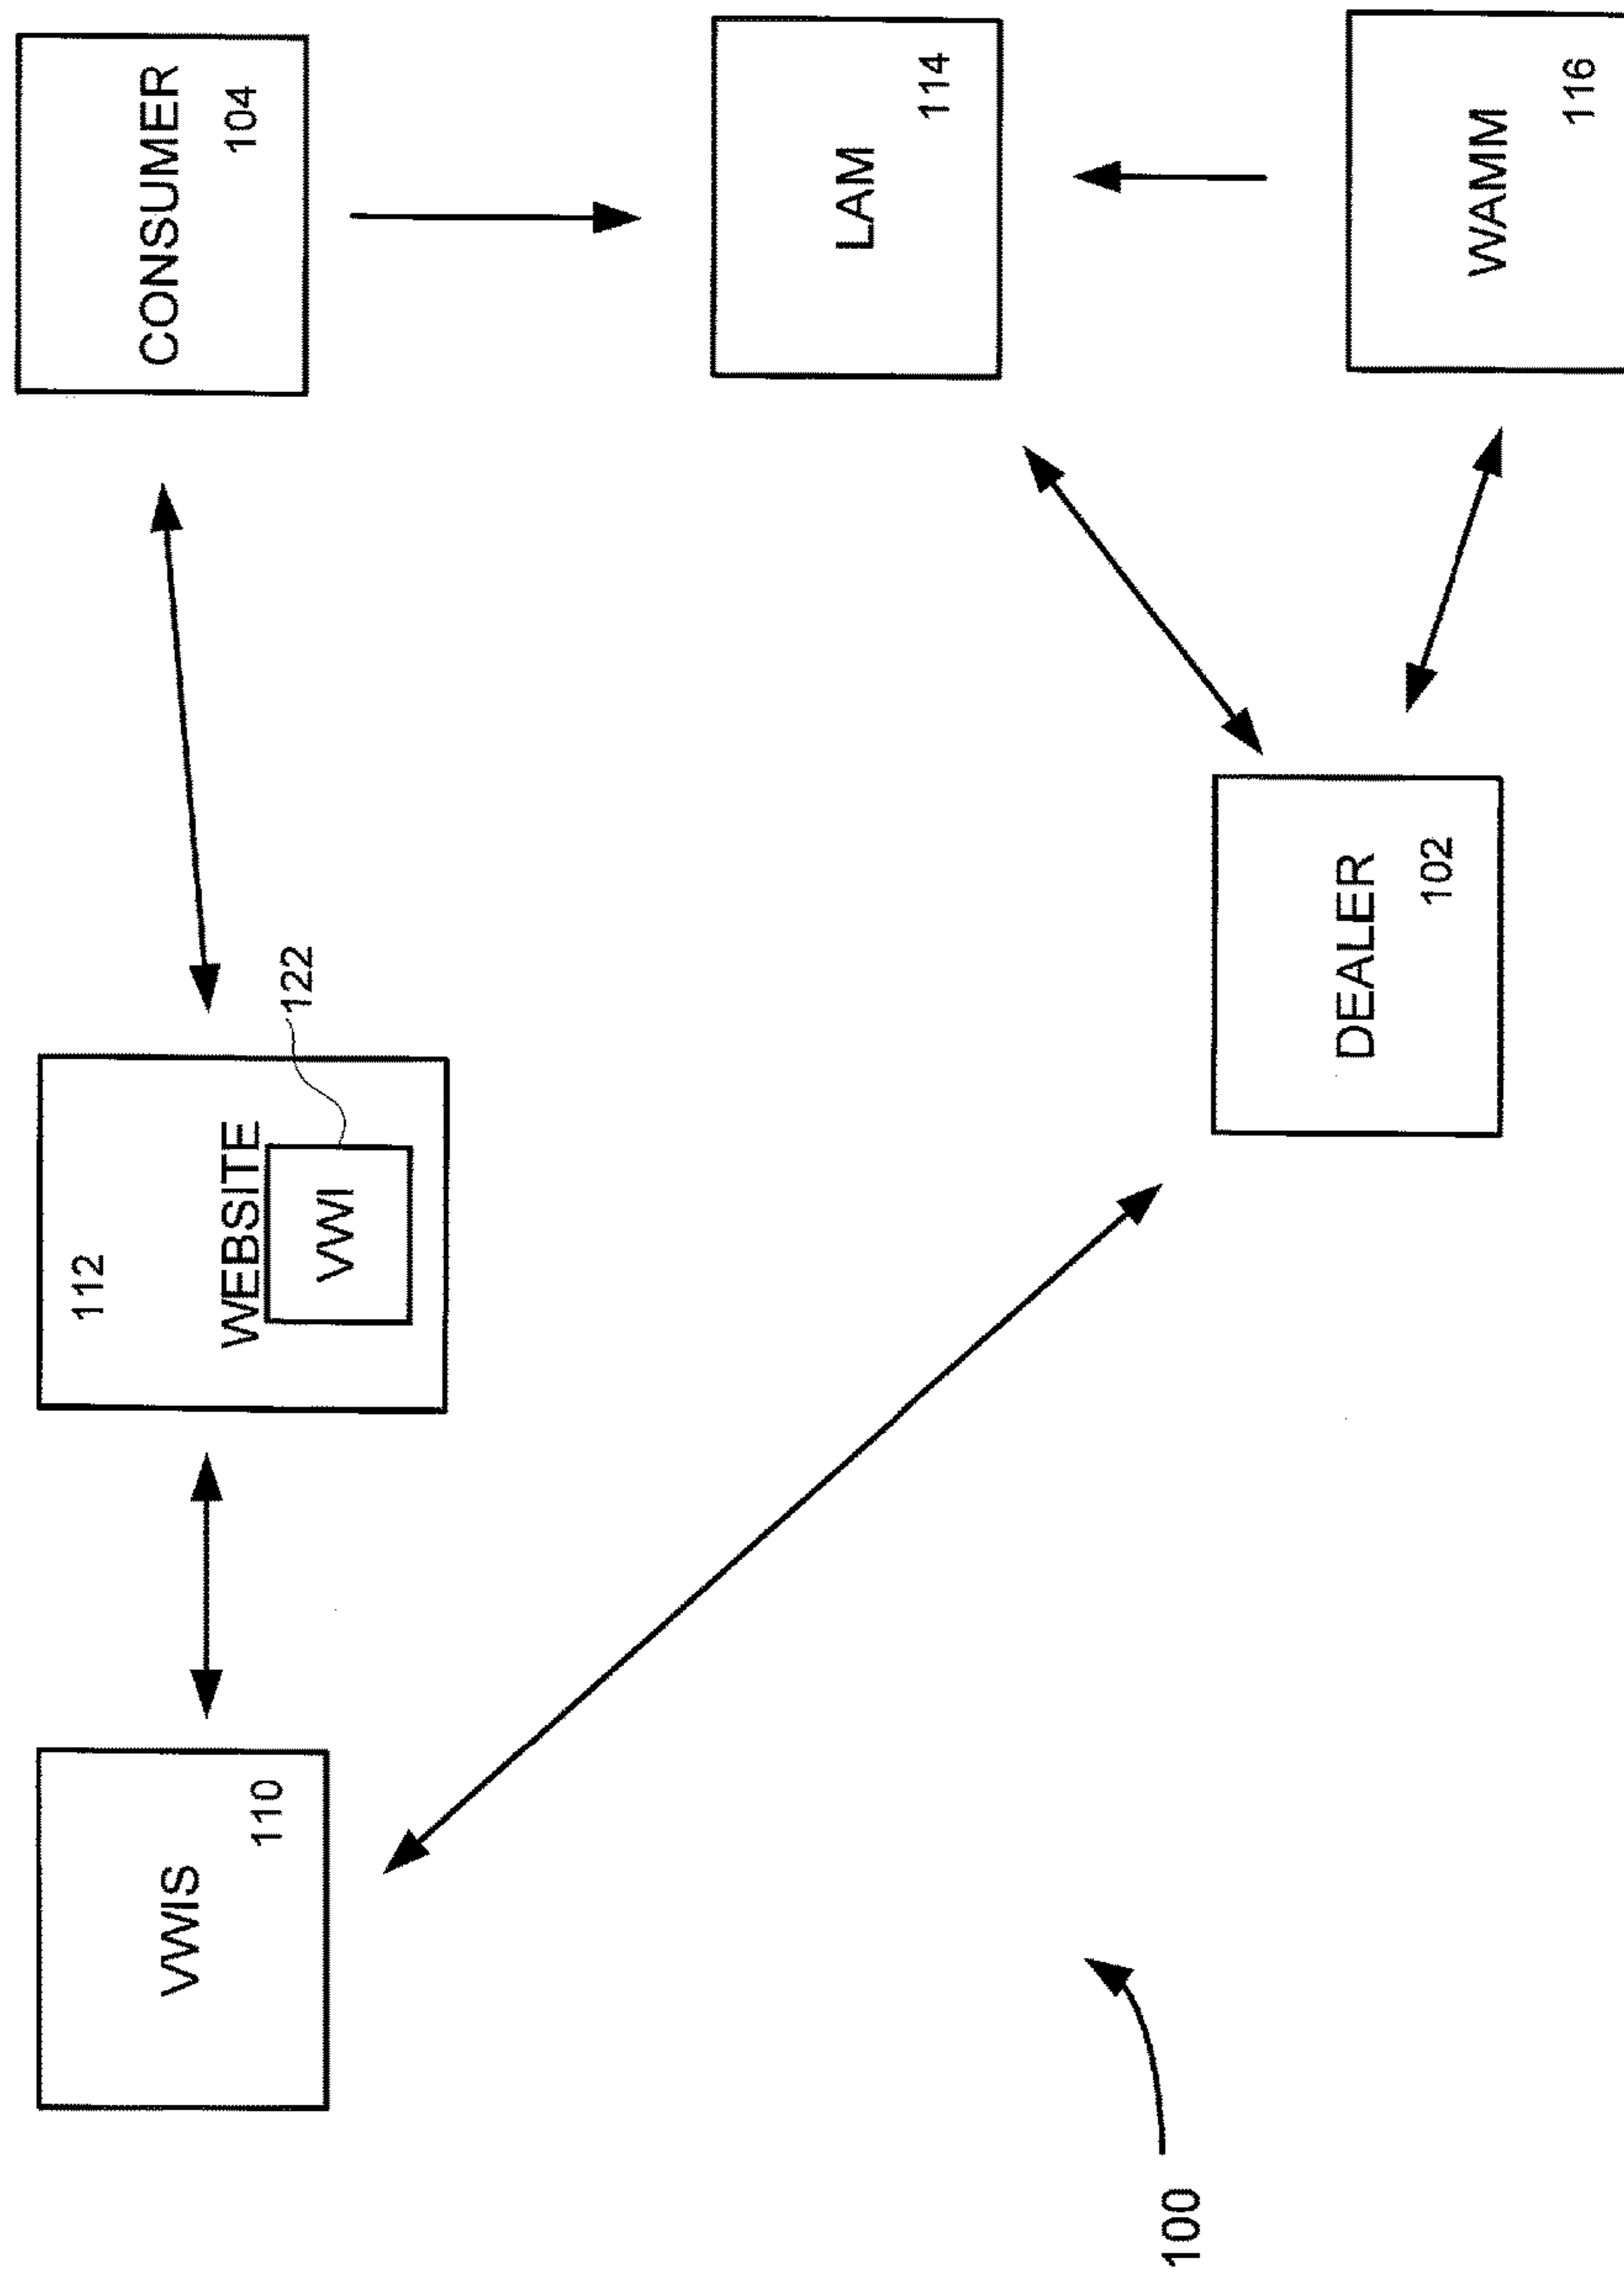 VWIS
110
112
WEBSITE
VWI
122
CONSUMER
104
LAM
114
DEALER
102
WAMM
116
100